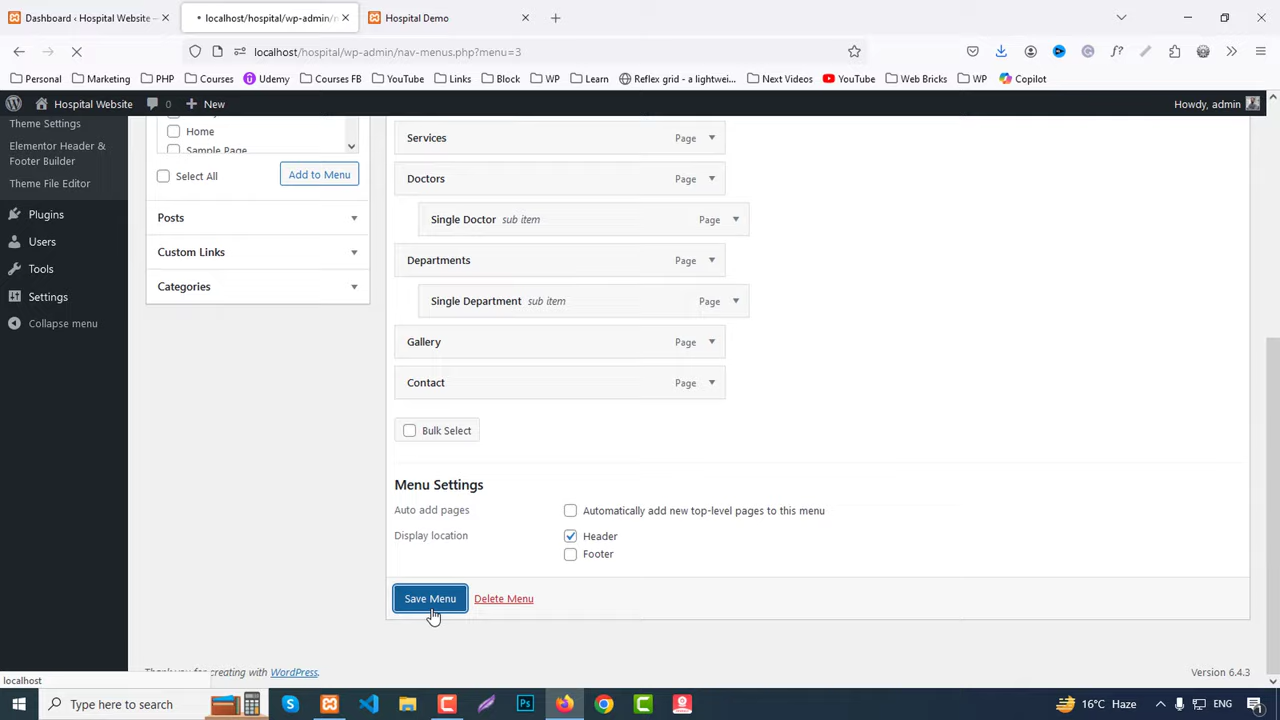 Dashboard ‹ Hospital Website –
localhost/hospital/wp-admin/n
Hospital Demo
localhost/hospital/wp-admin/nav-menus.php?menu=3
Personal
Marketing
PHP
Courses
Udemy
Courses FB
YouTube
Links
Block
WP
Learn
Reflex grid - a lightwei...
Next Videos
YouTube
Web Bricks
WP
Copilot
Hospital Website
0
New
Howdy, admin
Theme Settings
Elementor Header &
Footer Builder
Theme File Editor
Plugins
Users
Tools
Settings
Collapse menu
Home
Sample Page
Select All
Add to Menu
Posts
Custom Links
Categories
Services Page
Doctors Page
Single Doctor sub item Page
Departments Page
Single Department sub item Page
Gallery Page
Contact Page
Bulk Select
Menu Settings
Auto add pages
Automatically add new top-level pages to this menu
Display location
Header
Footer
Save Menu
Delete Menu
Thank you for creating with WordPress.
Version 6.4.3
localhost
Type here to search
16°C Haze
ENG